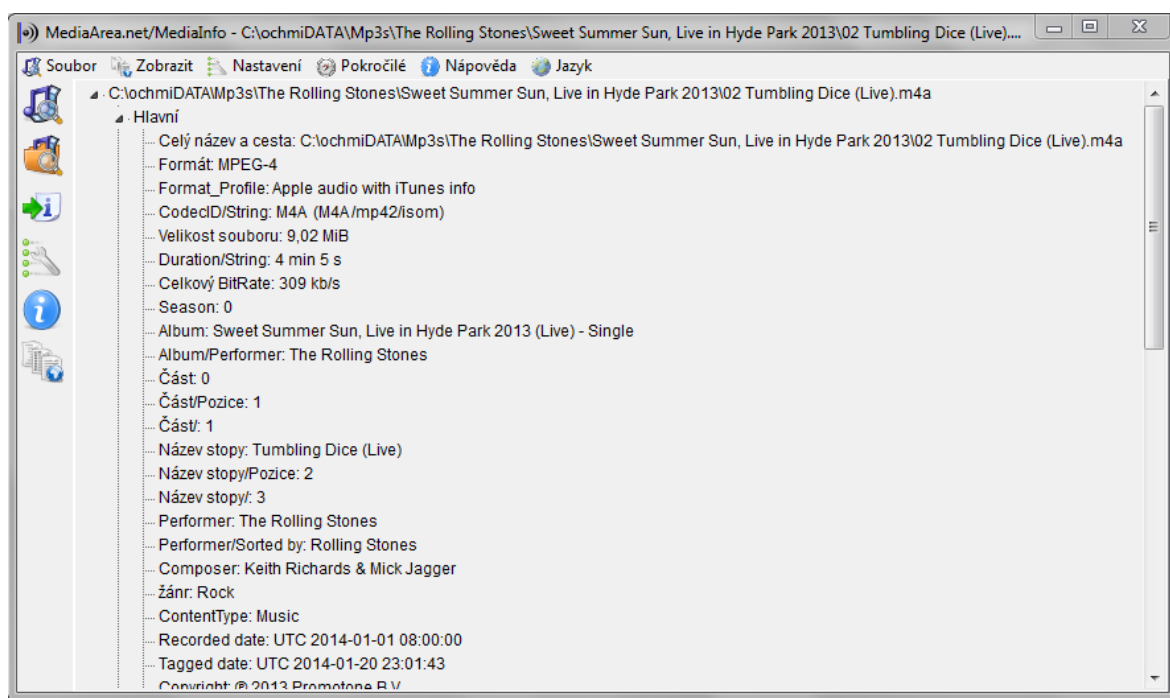 MediaArea.net/MediaInfo - C:\ochmiDATA\Mp3s\The Rolling Stones\Sweet Summer Sun, Live in Hyde Park 2013\02 Tumbling Dice (Live)....
Soubor Zobrazit Nastavení Pokročilé Nápověda Jazyk
C:\ochmiDATA\Mp3s\The Rolling Stones\Sweet Summer Sun, Live in Hyde Park 2013\02 Tumbling Dice (Live).m4a
Hlavní
Celý název a cesta: C:\ochmiDATA\Mp3s\The Rolling Stones\Sweet Summer Sun, Live in Hyde Park 2013\02 Tumbling Dice (Live).m4a
Formát: MPEG-4
Format_Profile: Apple audio with iTunes info
CodecID/String: M4A (M4A/mp42/isom)
Velikost souboru: 9,02 MiB
Duration/String: 4 min 5 s
Celkový BitRate: 309 kb/s
Season: 0
Album: Sweet Summer Sun, Live in Hyde Park 2013 (Live) - Single
Album/Performer: The Rolling Stones
Část: 0
Část/Pozice: 1
Část/: 1
Název stopy: Tumbling Dice (Live)
Název stopy/Pozice: 2
Název stopy/: 3
Performer: The Rolling Stones
Performer/Sorted by: Rolling Stones
Composer: Keith Richards & Mick Jagger
žánr: Rock
ContentType: Music
Recorded date: UTC 2014-01-01 08:00:00
Tagged date: UTC 2014-01-20 23:01:43
Copyright: ℗ 2013 Promotone B.V.